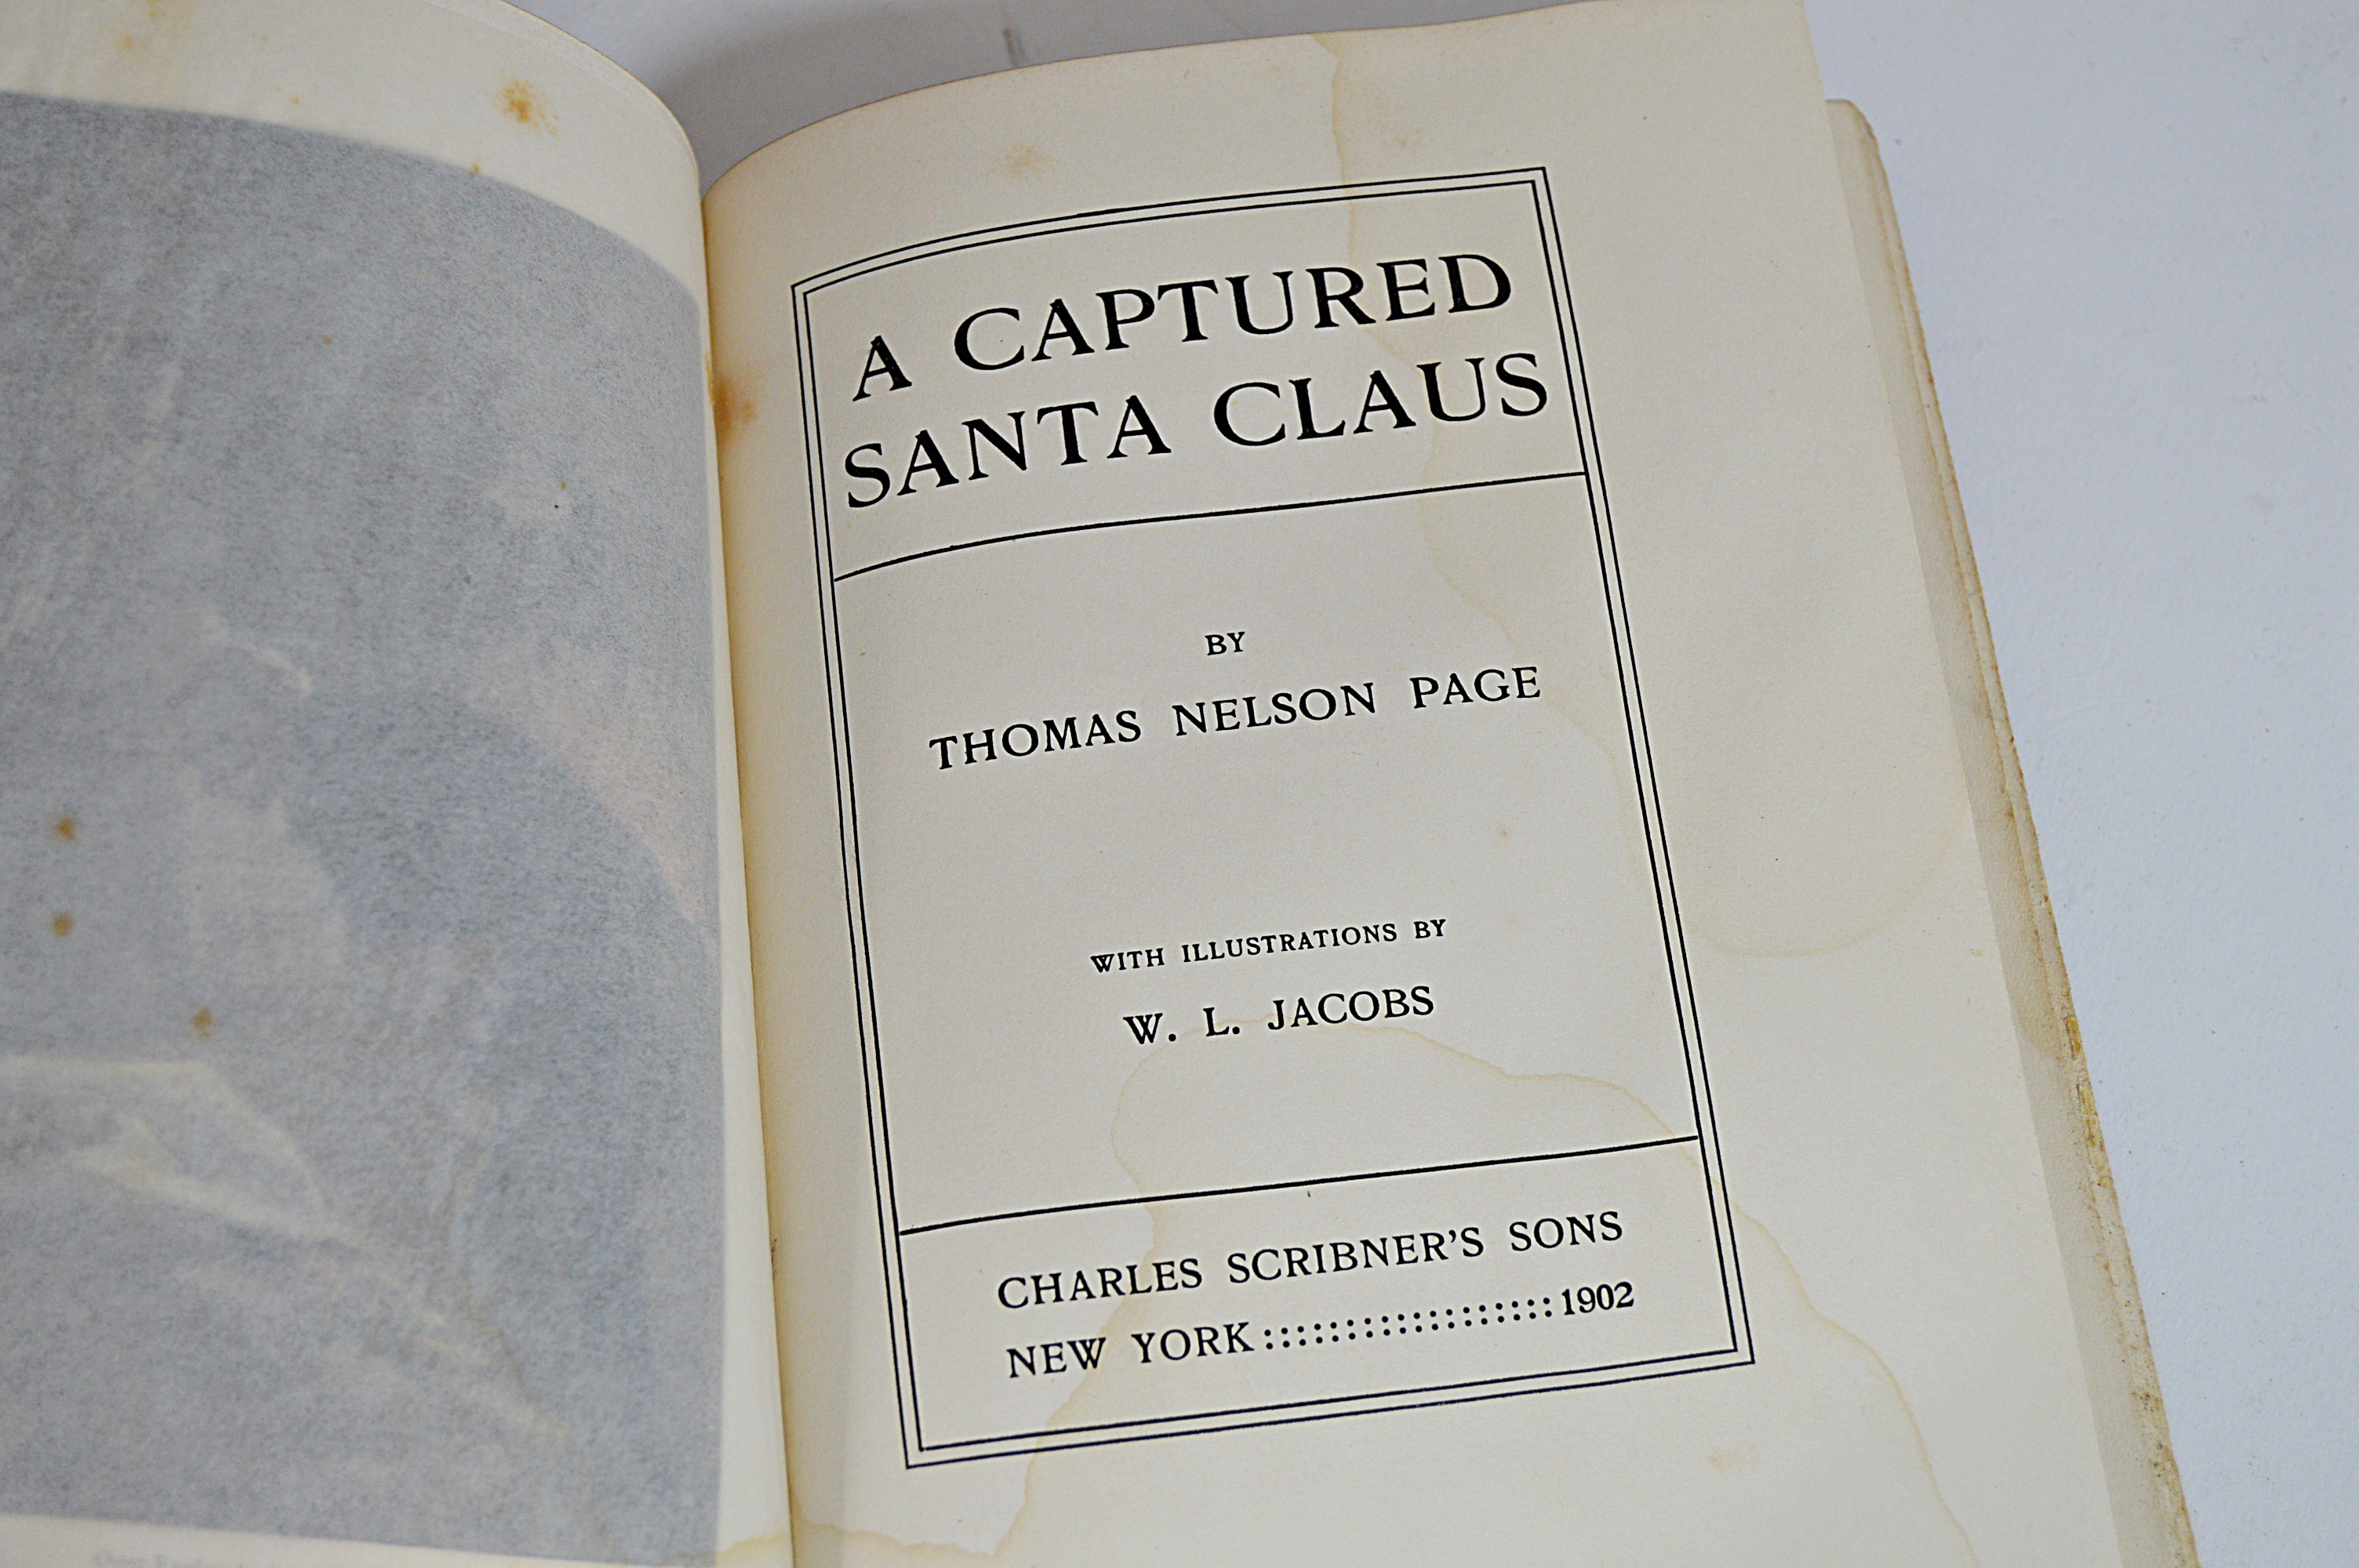 A CAPTURED
SANTA CLAUS
BY
THOMAS NELSON PAGE
WITH ILLUSTRATIONS BY
W. L. JACOBS
CHARLES SCRIBNER'S SONS
NEW YORK::::::::::::::::::1902